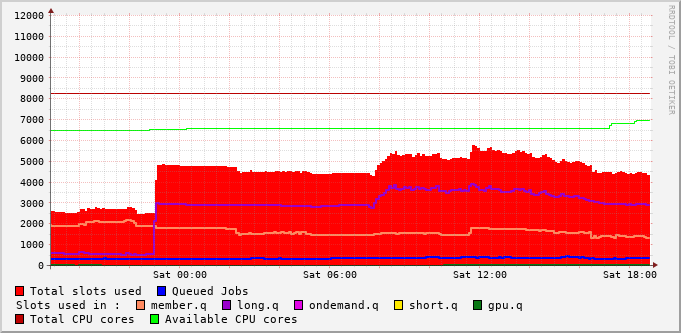 12000
11000
10000
9000
8000
7000
6000
5000
4000
3000
2000
1000
0
Sat 00:00 Sat 06:00 Sat 12:00 Sat 18:00
RRDTOOL / TOBI OETIKER
Total slots used Queued Jobs
Slots used in : member.q long.q ondemand.q short.q gpu.q
Total CPU cores Available CPU cores